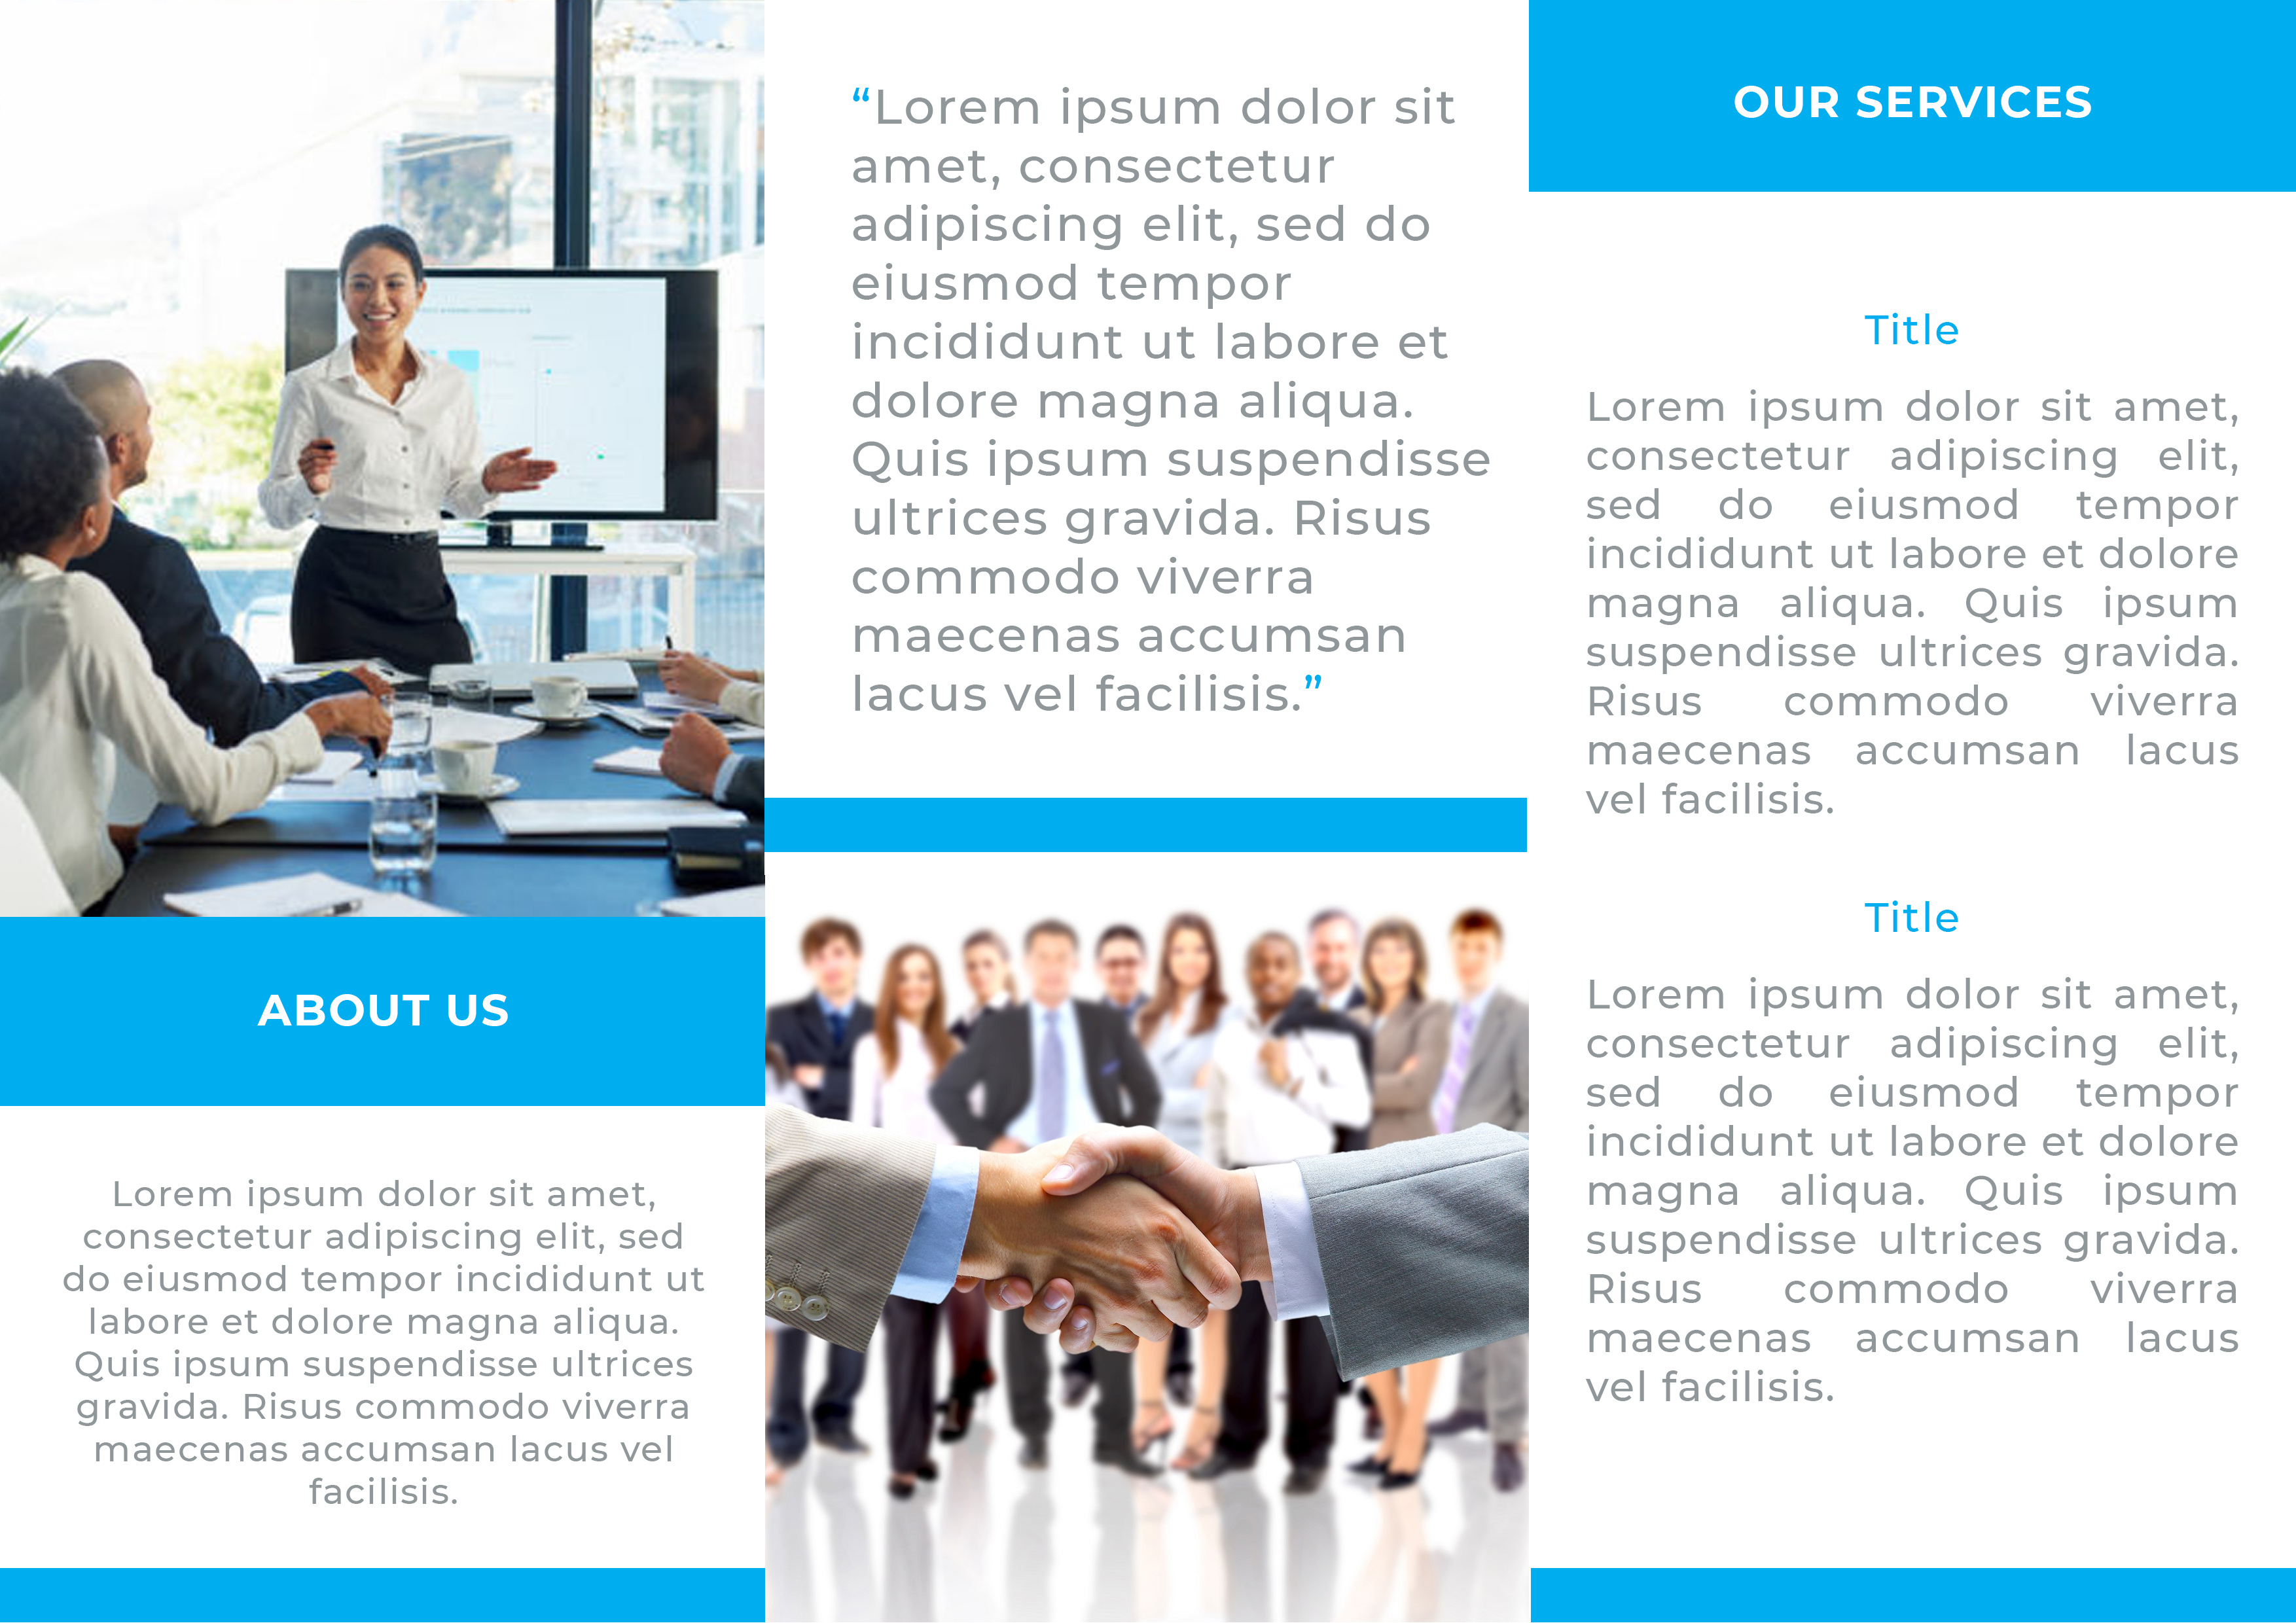 ABOUT US
Lorem ipsum dolor sit amet,
consectetur adipiscing elit, sed
do eiusmod tempor incididunt ut
labore et dolore magna aliqua.
Quis ipsum suspendisse ultrices
gravida. Risus commodo viverra
maecenas accumsan lacus vel
facilisis.
“Lorem ipsum dolor sit
amet, consectetur
adipiscing elit, sed do
eiusmod tempor
incididunt ut labore et
dolore magna aliqua.
Quis ipsum suspendisse
ultrices gravida. Risus
commodo viverra
maecenas accumsan
lacus vel facilisis.”
OUR SERVICES
Title
Lorem ipsum dolor sit amet,
consectetur adipiscing elit,
sed do eiusmod tempor
incididunt ut labore et dolore
magna aliqua. Quis ipsum
suspendisse ultrices gravida.
Risus commodo viverra
maecenas accumsan lacus
vel facilisis.
Title
Lorem ipsum dolor sit amet,
consectetur adipiscing elit,
sed do eiusmod tempor
incididunt ut labore et dolore
magna aliqua. Quis ipsum
suspendisse ultrices gravida.
Risus commodo viverra
maecenas accumsan lacus
vel facilisis.